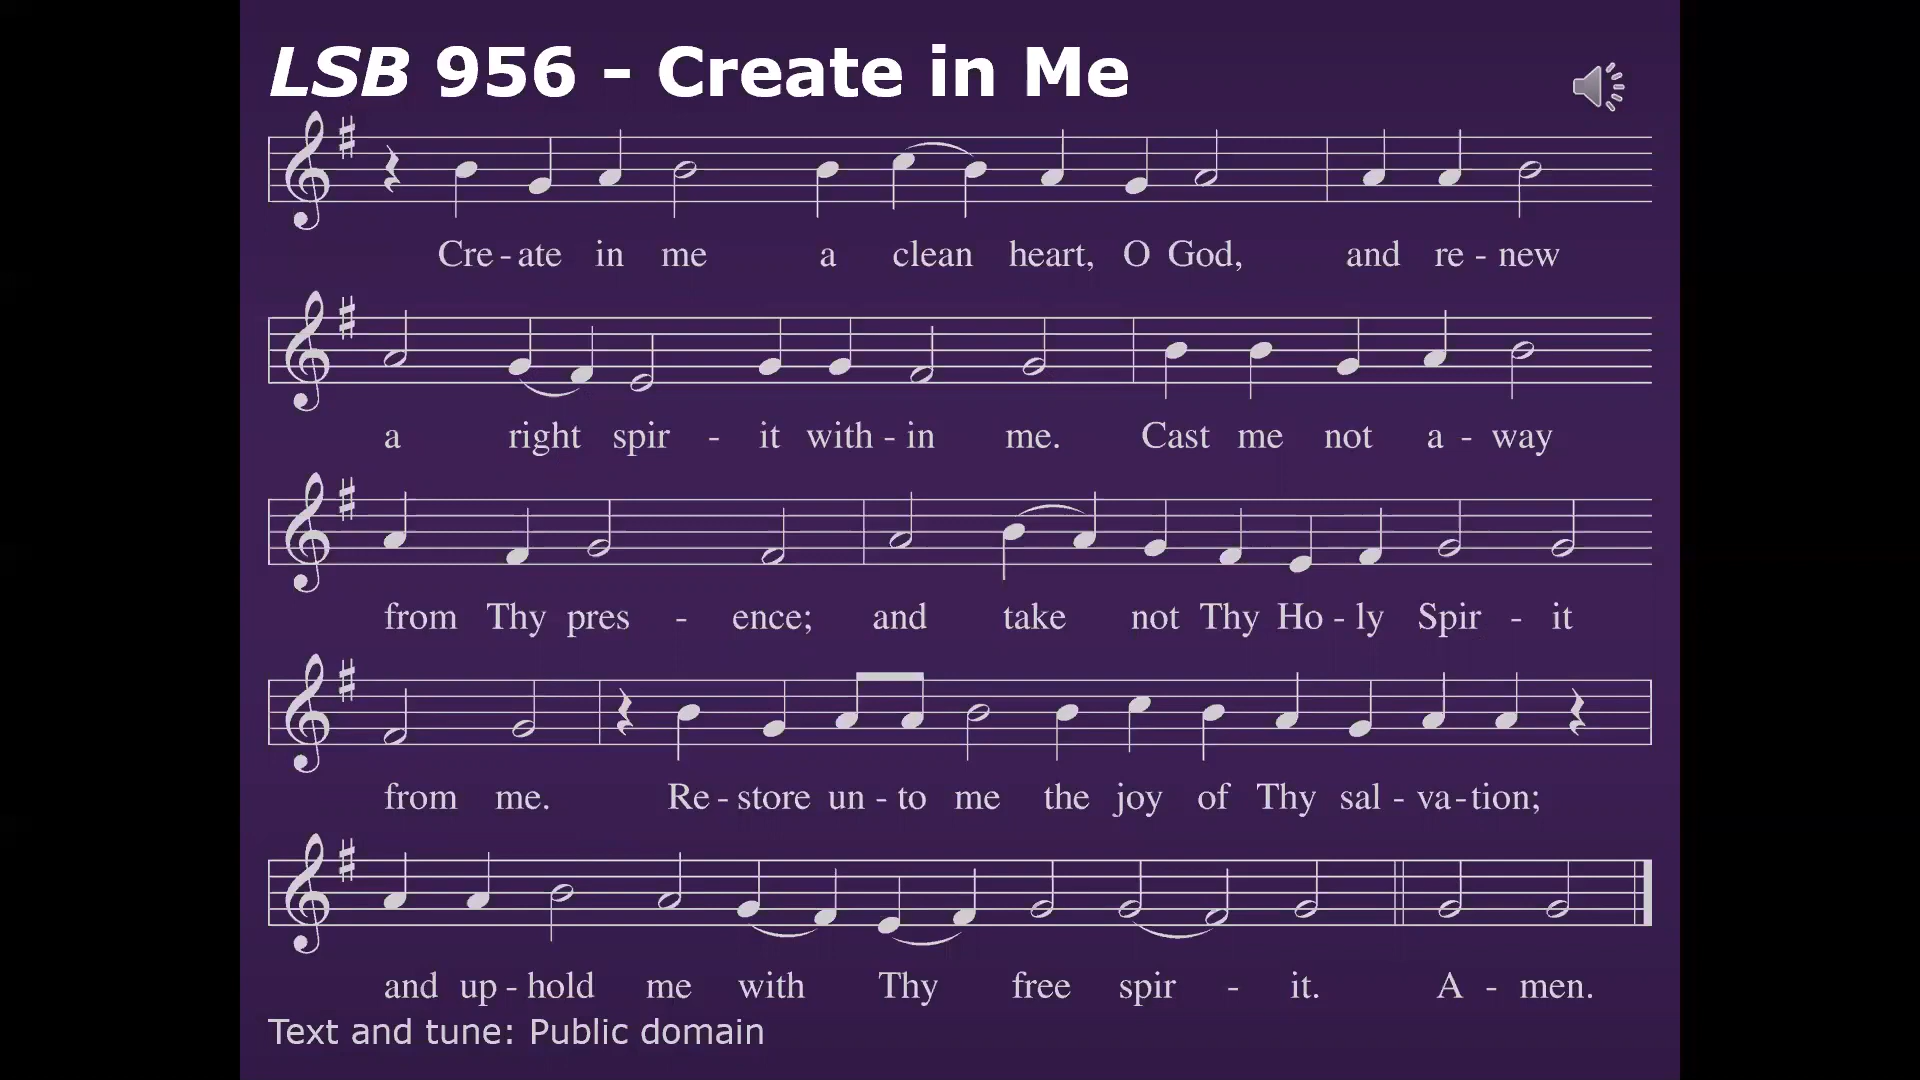 LSB 956 – Create in Me
Cre - ate in me a clean heart, O God, and re - new
a right spir - it with - in me. Cast me not a - way
from Thy pres - ence; and take not Thy Ho - ly Spir - it
from me. Re - store un - to me the joy of Thy sal - va - tion;
and up - hold me with Thy free spir - it. A - men.
Text and tune: Public domain